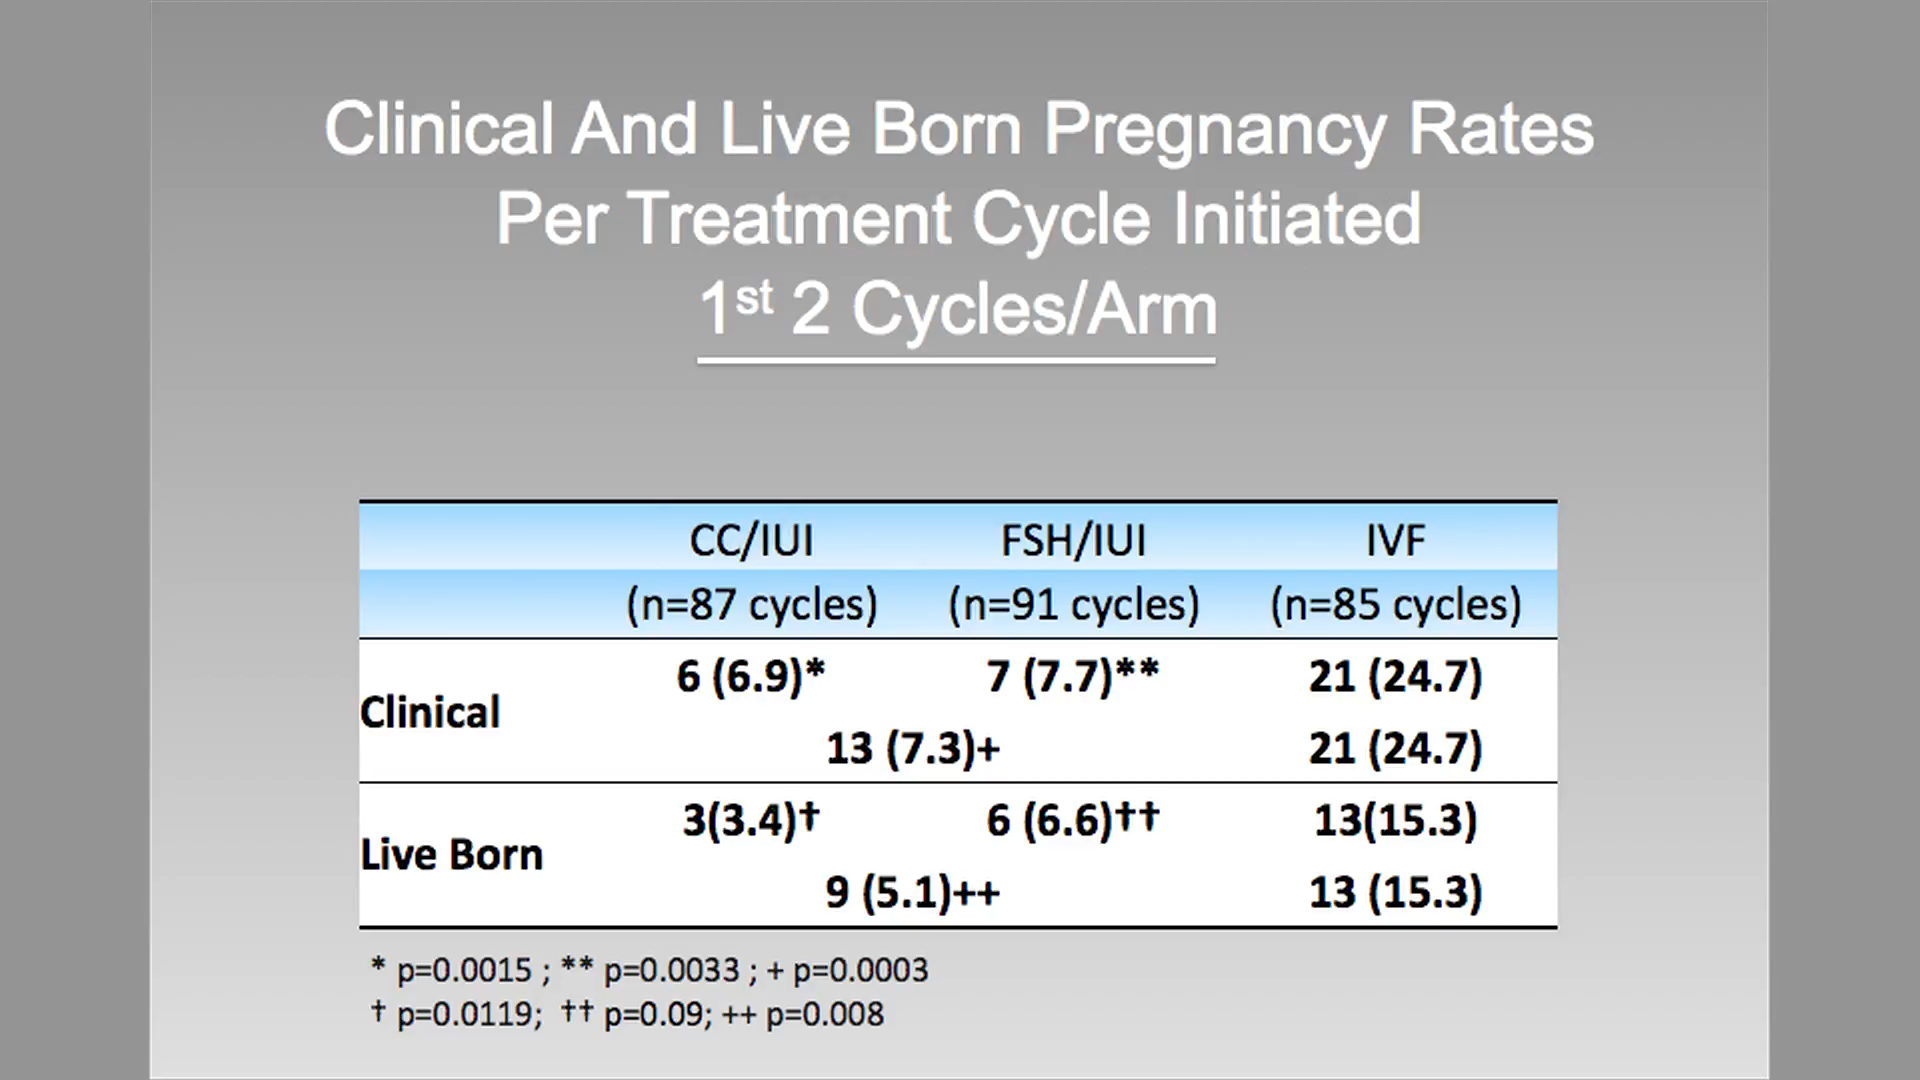 Clinical And Live Born Pregnancy Rates
Per Treatment Cycle Initiated
1st 2 Cycles/Arm
CC/IUI FSH/IUI IVF
(n=87 cycles) (n=91 cycles) (n=85 cycles)
Clinical
6 (6.9)* 7 (7.7)** 21 (24.7)
13 (7.3)+ 21 (24.7)
Live Born
3(3.4)† 6 (6.6)†† 13(15.3)
9 (5.1)++ 13 (15.3)
* p=0.0015 ; ** p=0.0033 ; + p=0.0003
† p=0.0119; †† p=0.09; ++ p=0.008